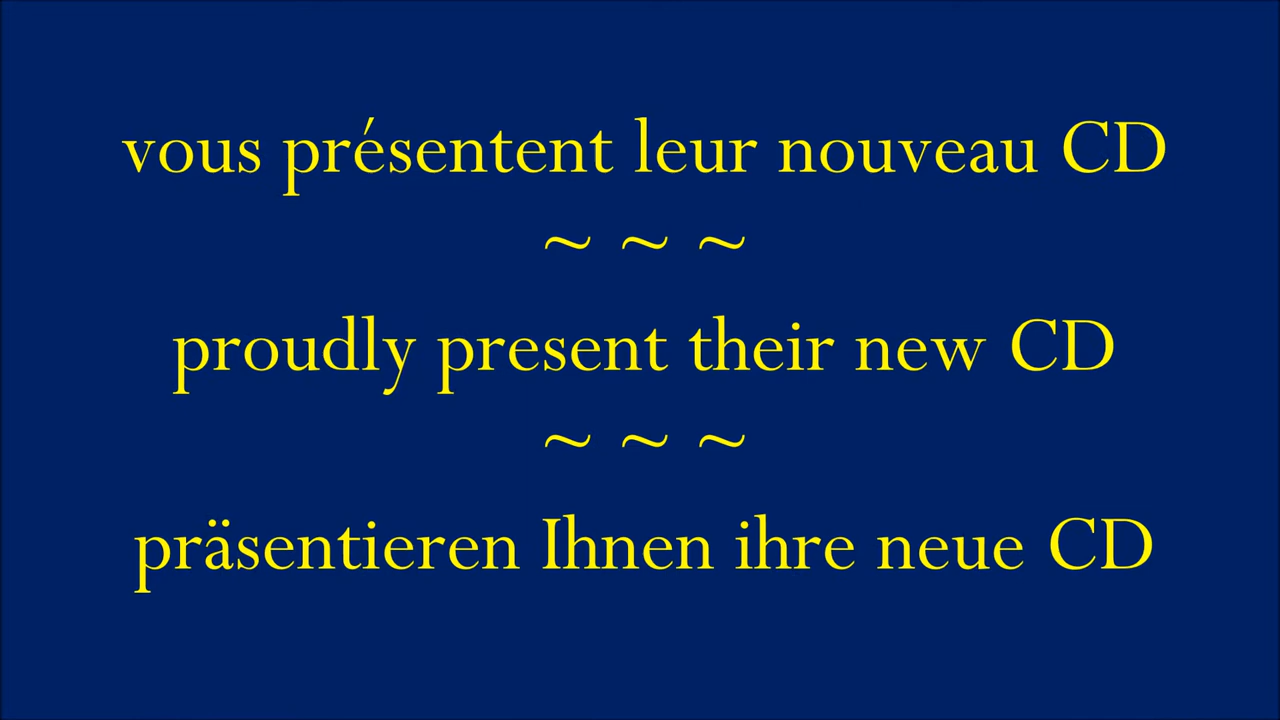 vous présentent leur nouveau CD
~ ~ ~
proudly present their new CD
~ ~ ~
präsentieren Ihnen ihre neue CD